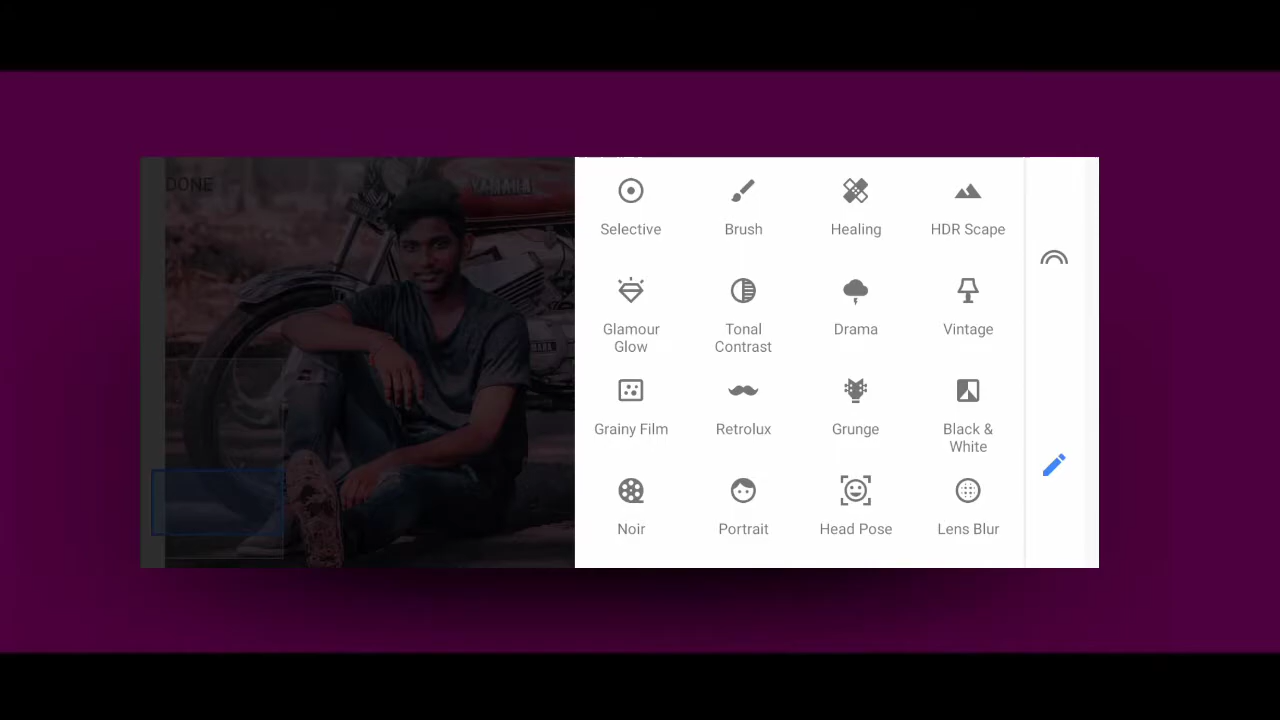 DONE
YAMAHA
Selective
Brush
Healing
HDR Scape
Glamour
Glow
Tonal
Contrast
Drama
Vintage
Grainy Film
Retrolux
Grunge
Black &
White
Noir
Portrait
Head Pose
Lens Blur